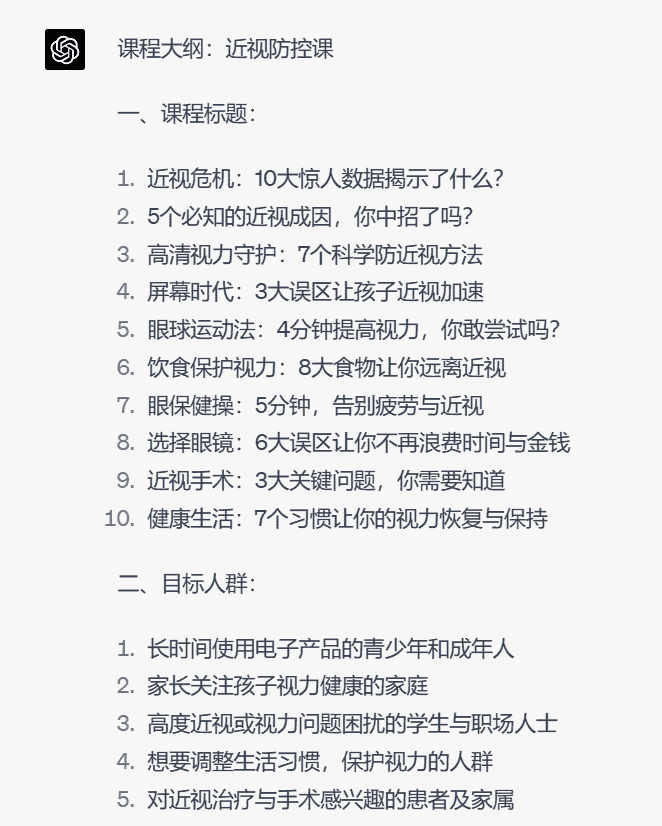 课程大纲：近视防控课
一、课程标题：
1. 近视危机：10大惊人数据揭示了什么？
2. 5个必知的近视成因，你中招了吗？
3. 高清视力守护：7个科学防近视方法
4. 屏幕时代：3大误区让孩子近视加速
5. 眼球运动法：4分钟提高视力，你敢尝试吗？
6. 饮食保护视力：8大食物让你远离近视
7. 眼保健操：5分钟，告别疲劳与近视
8. 选择眼镜：6大误区让你不再浪费时间与金钱
9. 近视手术：3大关键问题，你需要知道
10. 健康生活：7个习惯让你的视力恢复与保持
二、目标人群：
1. 长时间使用电子产品的青少年和成年人
2. 家长关注孩子视力健康的家庭
3. 高度近视或视力问题困扰的学生与职场人士
4. 想要调整生活习惯，保护视力的人群
5. 对近视治疗与手术感兴趣的患者及家属